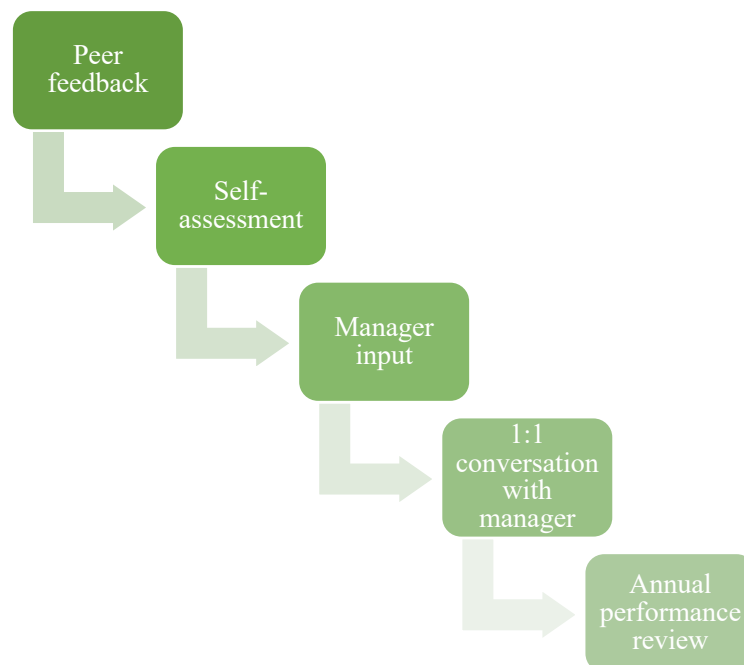 Peer
feedback
Self-
assessment
Manager
input
1:1
conversation
with
manager
Annual
performance
review